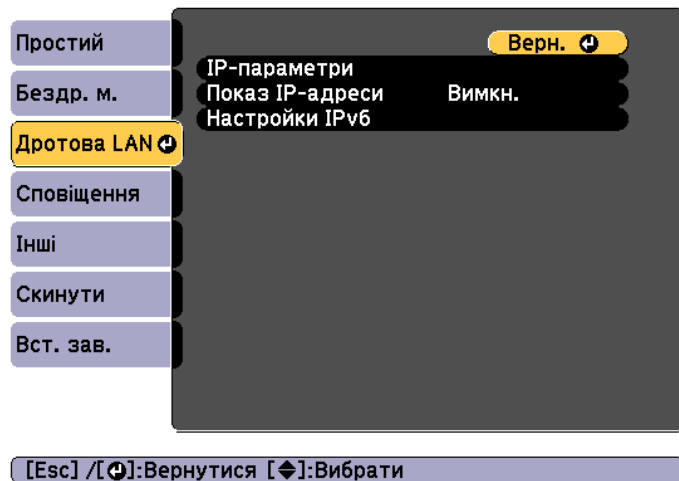 Простий
Бездр. м.
Дротова LAN
Сповіщення
Інші
Скинути
Вст. зав.
Верн.
IP-параметри
Показ IP-адреси Вимкн.
Настройки IPv6
[Esc] /[⏎]:Вернутися [◆]:Вибрати